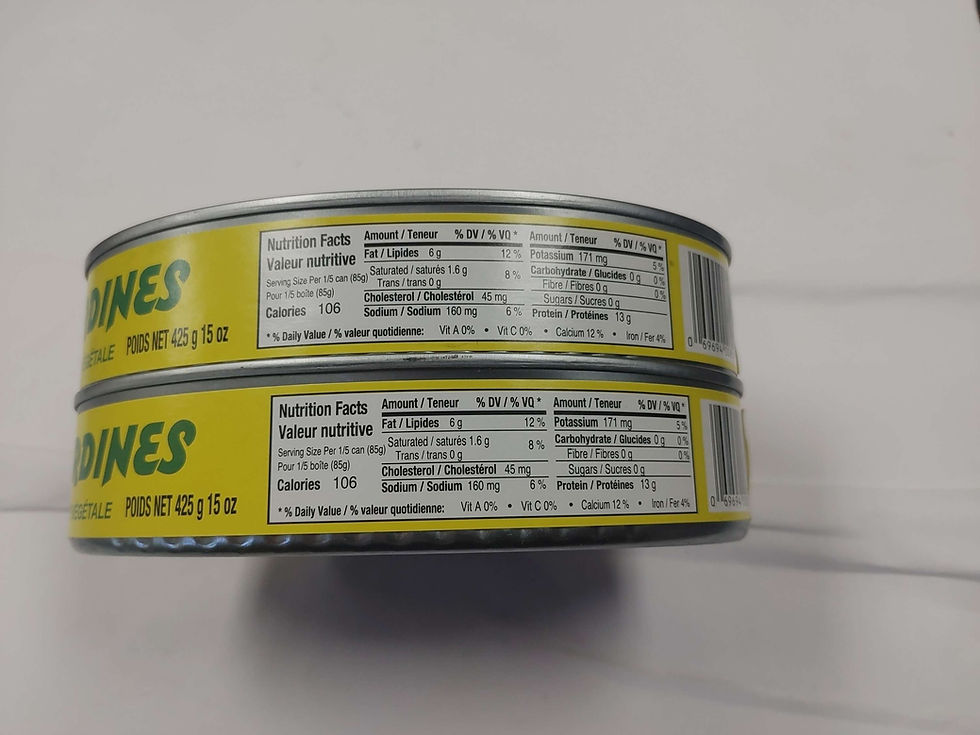 DINES
POIDS NET 425 g 15 oz
Nutrition Facts
Valeur nutritive
Serving Size Per 1/5 can (85g)
Pour 1/5 boîte (85g)
Calories 106
Amount / Teneur % DV / % VQ *
Fat / Lipides 6 g 12 %
Saturated / saturés 1.6 g 8 %
Trans / trans 0 g
Cholesterol / Cholestérol 45 mg
Sodium / Sodium 160 mg 6 %
Amount / Teneur % DV / % VQ *
Potassium 171 mg 5 %
Carbohydrate / Glucides 0 g 0 %
Fibre / Fibres 0 g 0 %
Sugars / Sucres 0 g
Protein / Protéines 13 g
* % Daily Value / % valeur quotidienne: Vit A 0% • Vit C 0% • Calcium 12 % • Iron / Fer 4%
0 69694
RDINES
ÉGÉTALE POIDS NET 425 g 15 oz
Nutrition Facts
Valeur nutritive
Serving Size Per 1/5 can (85g)
Pour 1/5 boîte (85g)
Calories 106
Amount / Teneur % DV / % VQ *
Fat / Lipides 6 g 12 %
Saturated / saturés 1.6 g 8 %
Trans / trans 0 g
Cholesterol / Cholestérol 45 mg
Sodium / Sodium 160 mg 6 %
Amount / Teneur % DV / % VQ *
Potassium 171 mg 5 %
Carbohydrate / Glucides 0 g 0 %
Fibre / Fibres 0 g 0 %
Sugars / Sucres 0 g
Protein / Protéines 13 g
* % Daily Value / % valeur quotidienne: Vit A 0% • Vit C 0% • Calcium 12 % • Iron / Fer 4%
0 69694